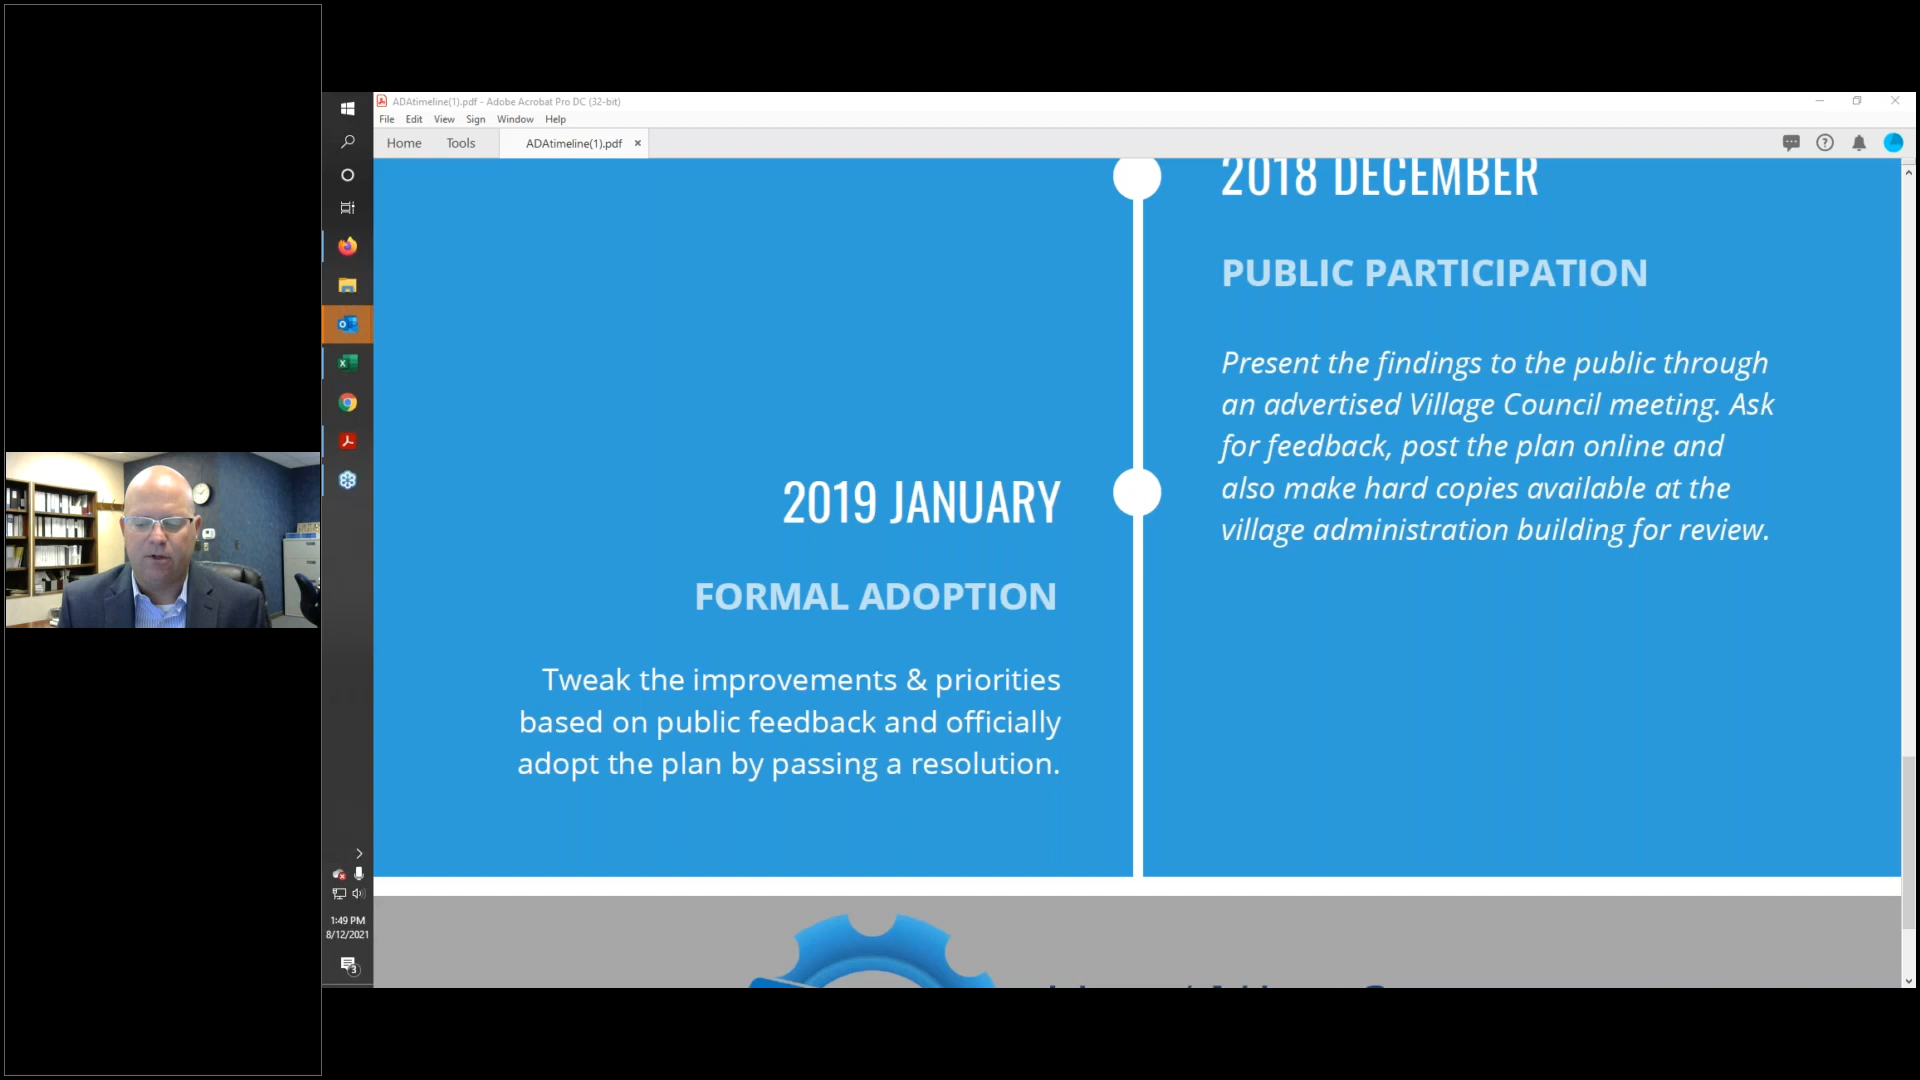 ADAtimeline(1).pdf - Adobe Acrobat Pro DC (32-bit)
File Edit View Sign Window Help
Home Tools ADAtimeline(1).pdf ×
2018 DECEMBER
PUBLIC PARTICIPATION
Present the findings to the public through
an advertised Village Council meeting. Ask
for feedback, post the plan online and
also make hard copies available at the
village administration building for review.
2019 JANUARY
FORMAL ADOPTION
Tweak the improvements & priorities
based on public feedback and officially
adopt the plan by passing a resolution.
1:49 PM
8/12/2021
3